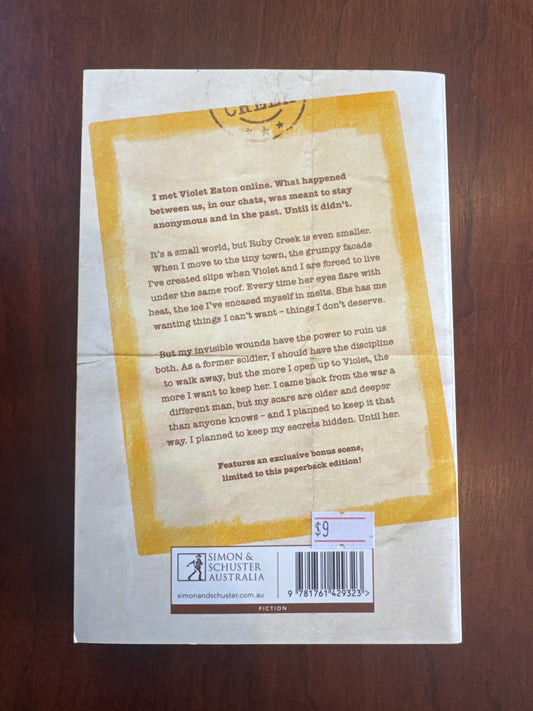 CREEK
I met Violet Eaton online. What happened
between us, in our chats, was meant to stay
anonymous and in the past. Until it didn't.
It's a small world, but Ruby Creek is even smaller.
When I move to the tiny town, the grumpy facade
I've created slips when Violet and I are forced to live
under the same roof. Every time her eyes flare with
heat, the ice I've encased myself in melts. She has me
wanting things I can't want – things I don't deserve.
But my invisible wounds have the power to ruin us
both. As a former soldier, I should have the discipline
to walk away, but the more I open up to Violet, the
more I want to keep her. I came back from the war a
different man, but my scars are older and deeper
than anyone knows – and I planned to keep it that
way. I planned to keep my secrets hidden. Until her.
Features an exclusive bonus scene,
limited to this paperback edition!
$9
SIMON &
SCHUSTER
AUSTRALIA
simonandschuster.com.au
9 781761 429323 >
FICTION